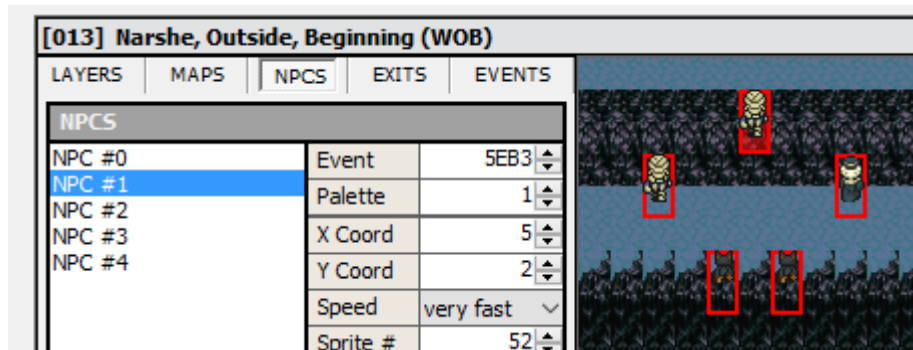 [013] Narshe, Outside, Beginning (WOB)
LAYERS MAPS NPCS EXITS EVENTS
NPCS
NPC #0
NPC #1
NPC #2
NPC #3
NPC #4
Event 5EB3
Palette 1
X Coord 5
Y Coord 2
Speed very fast
Sprite # 52